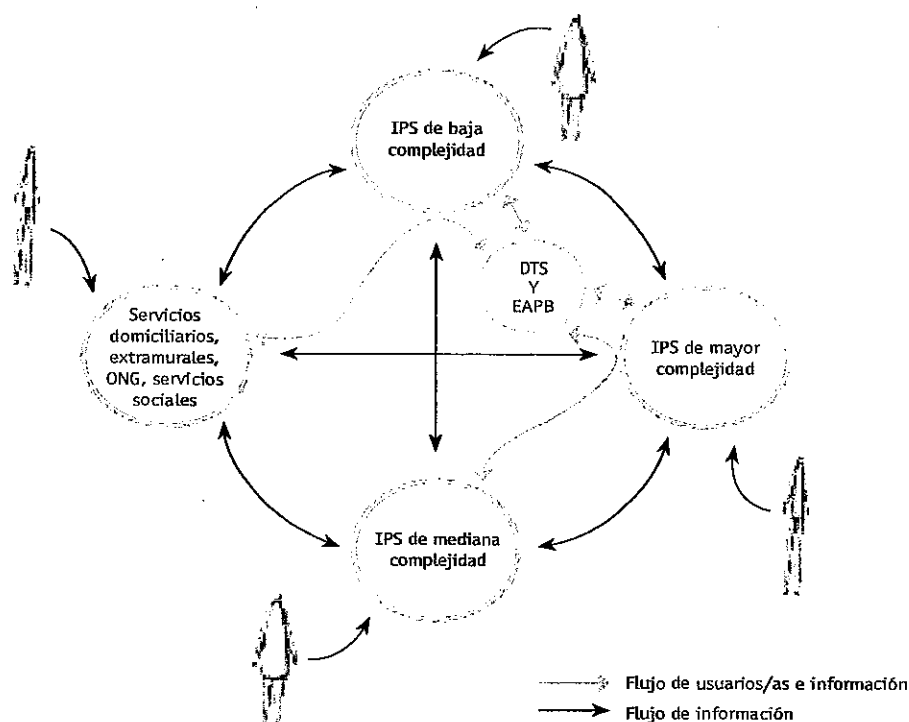 IPS de baja
complejidad
DTS
Y
EAPB
Servicios
domiciliarios,
extramurales,
ONG, servicios
sociales
IPS de mayor
complejidad
IPS de mediana
complejidad
Flujo de usuarios/as e información
Flujo de información